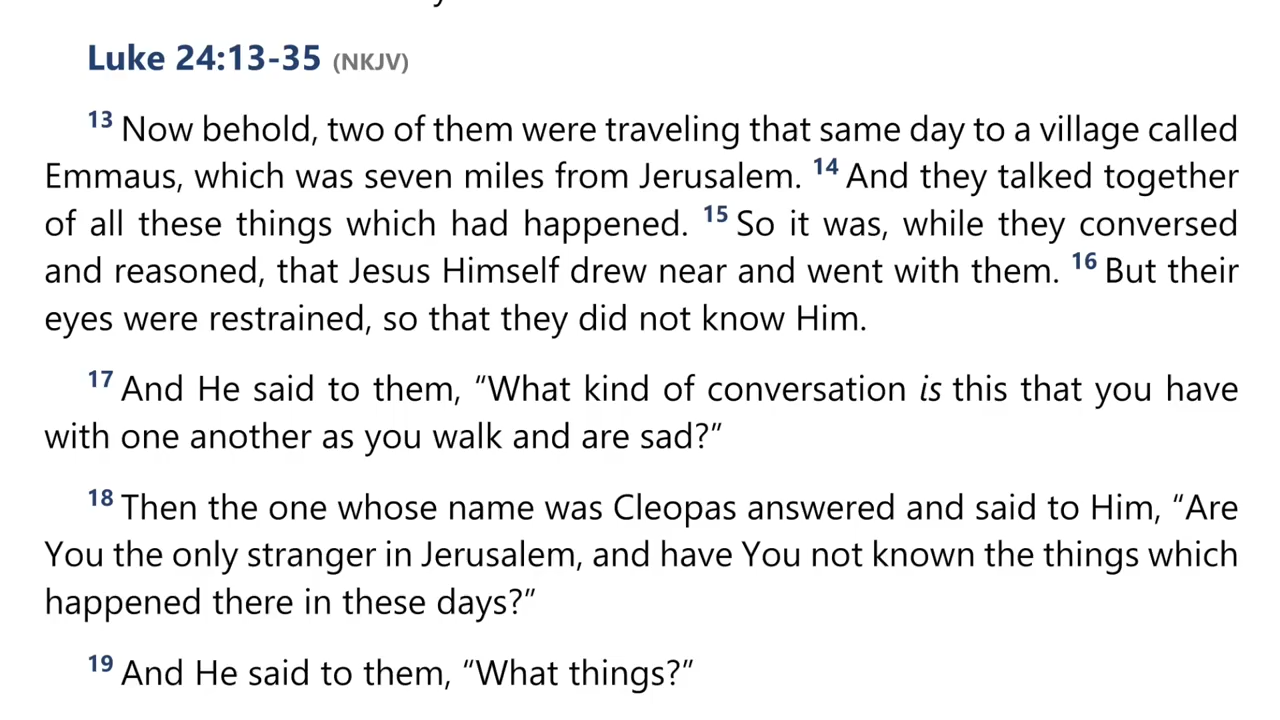 Luke 24:13-35 (NKJV)
13 Now behold, two of them were traveling that same day to a village called
Emmaus, which was seven miles from Jerusalem. 14 And they talked together
of all these things which had happened. 15 So it was, while they conversed
and reasoned, that Jesus Himself drew near and went with them. 16 But their
eyes were restrained, so that they did not know Him.
17 And He said to them, “What kind of conversation is this that you have
with one another as you walk and are sad?”
18 Then the one whose name was Cleopas answered and said to Him, “Are
You the only stranger in Jerusalem, and have You not known the things which
happened there in these days?”
19 And He said to them, “What things?”